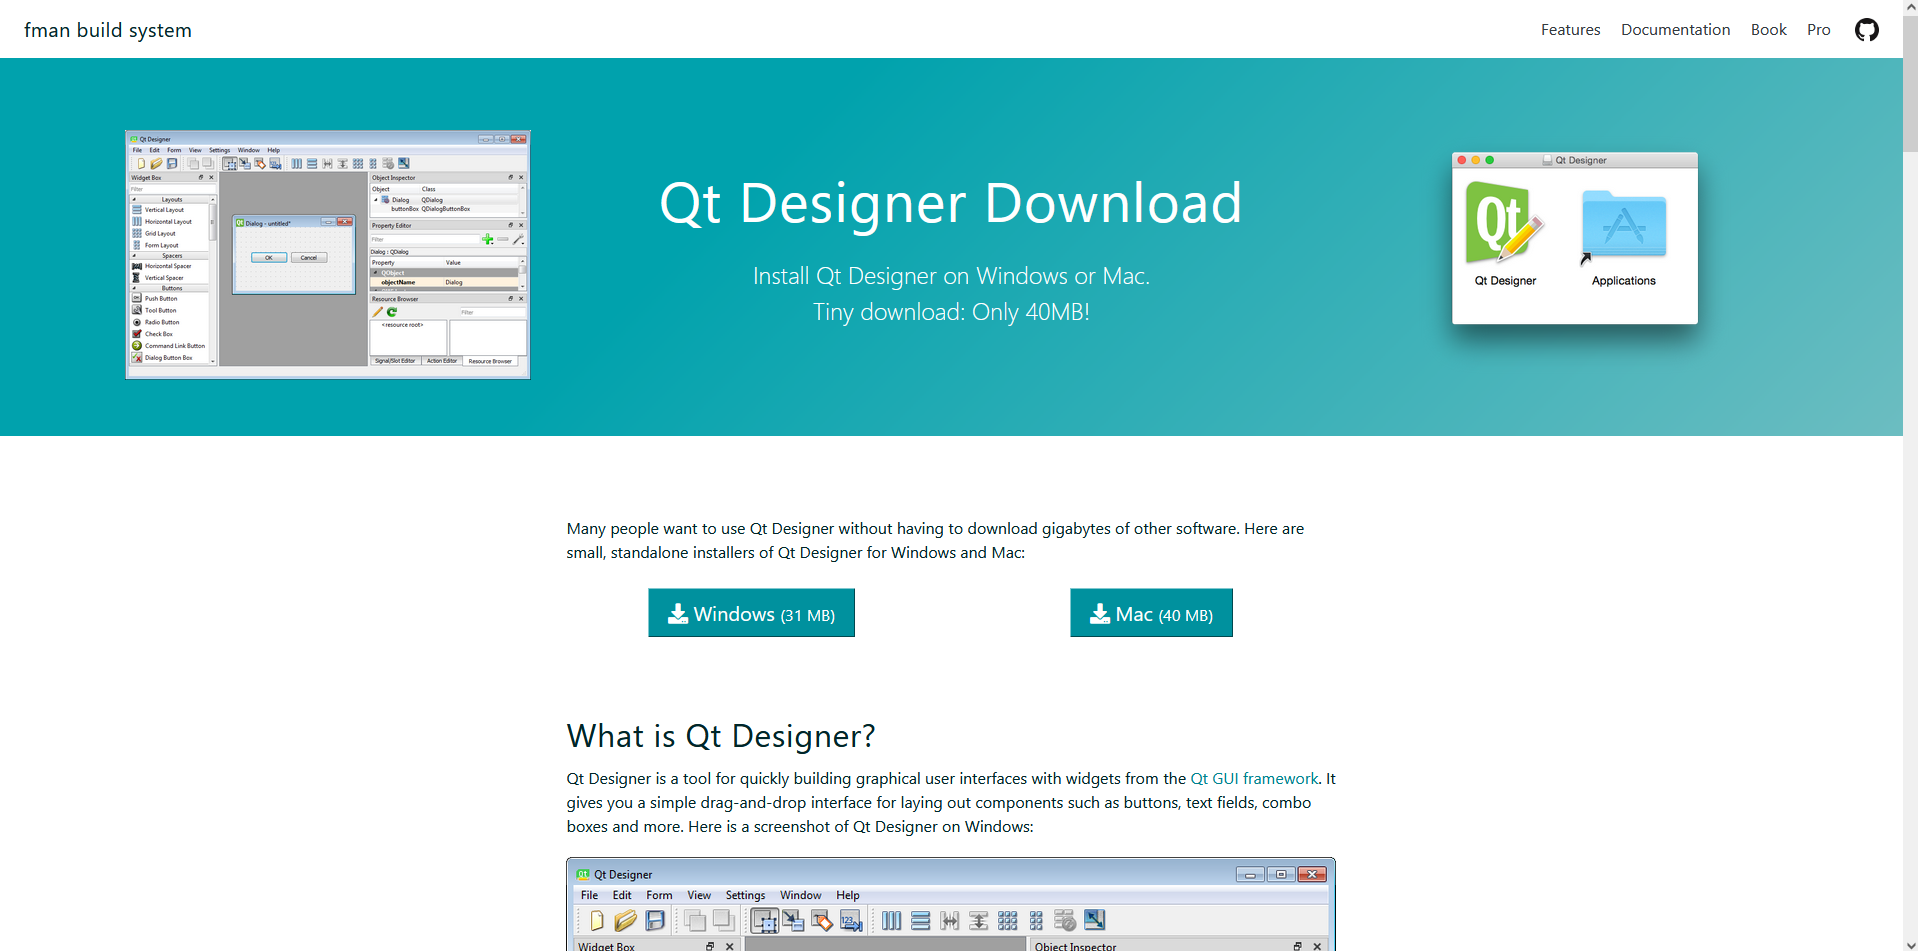 fman build system
Features Documentation Book Pro
Qt Designer
File Edit Form View Settings Window Help
Widget Box
Filter
Layouts
Vertical Layout
Horizontal Layout
Grid Layout
Form Layout
Spacers
Horizontal Spacer
Vertical Spacer
Buttons
Push Button
Tool Button
Radio Button
Check Box
Command Link Button
Dialog Button Box
Dialog - untitled*
OK Cancel
Object Inspector
Object Class
Dialog QDialog
buttonBox QDialogButtonBox
Property Editor
Filter
Dialog : QDialog
Property Value
QObject
objectName Dialog
Resource Browser
Filter
<resource root>
Signal/Slot Editor Action Editor Resource Browser
Qt Designer Download
Install Qt Designer on Windows or Mac.
Tiny download: Only 40MB!
Qt Designer
Qt
Qt Designer Applications
Many people want to use Qt Designer without having to download gigabytes of other software. Here are
small, standalone installers of Qt Designer for Windows and Mac:
Windows (31 MB) Mac (40 MB)
What is Qt Designer?
Qt Designer is a tool for quickly building graphical user interfaces with widgets from the Qt GUI framework. It
gives you a simple drag-and-drop interface for laying out components such as buttons, text fields, combo
boxes and more. Here is a screenshot of Qt Designer on Windows:
Qt Designer
File Edit Form View Settings Window Help
123
Widget Box Object Inspector